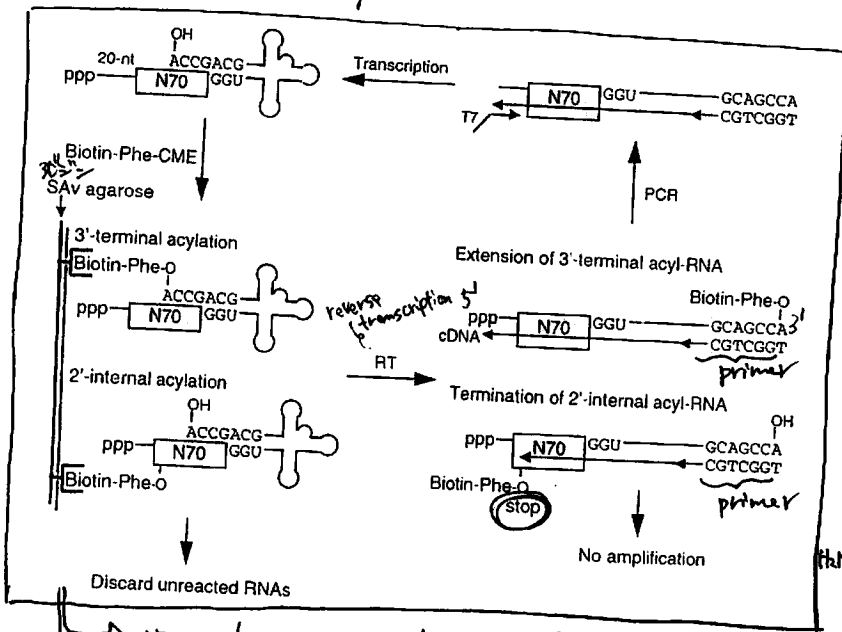 OH
20-nt ACCGACG
ppp N70 GGU
Transcription
N70 GGU GCAGCCA
CGTCGGT
T7
Biotin-Phe-CME
SAv agarose
PCR
3'-terminal acylation
Biotin-Phe-O
ACCGACG
ppp N70 GGU
reverse
transcription
RT
Extension of 3'-terminal acyl-RNA
Biotin-Phe-O
5'
ppp N70 GGU GCAGCCA 3'
cDNA CGTCGGT
primer
2'-internal acylation
OH
ACCGACG
ppp N70 GGU
Biotin-Phe-O
Termination of 2'-internal acyl-RNA
OH
ppp N70 GGU GCAGCCA
CGTCGGT
primer
Biotin-Phe-O
stop
Discard unreacted RNAs
No amplification